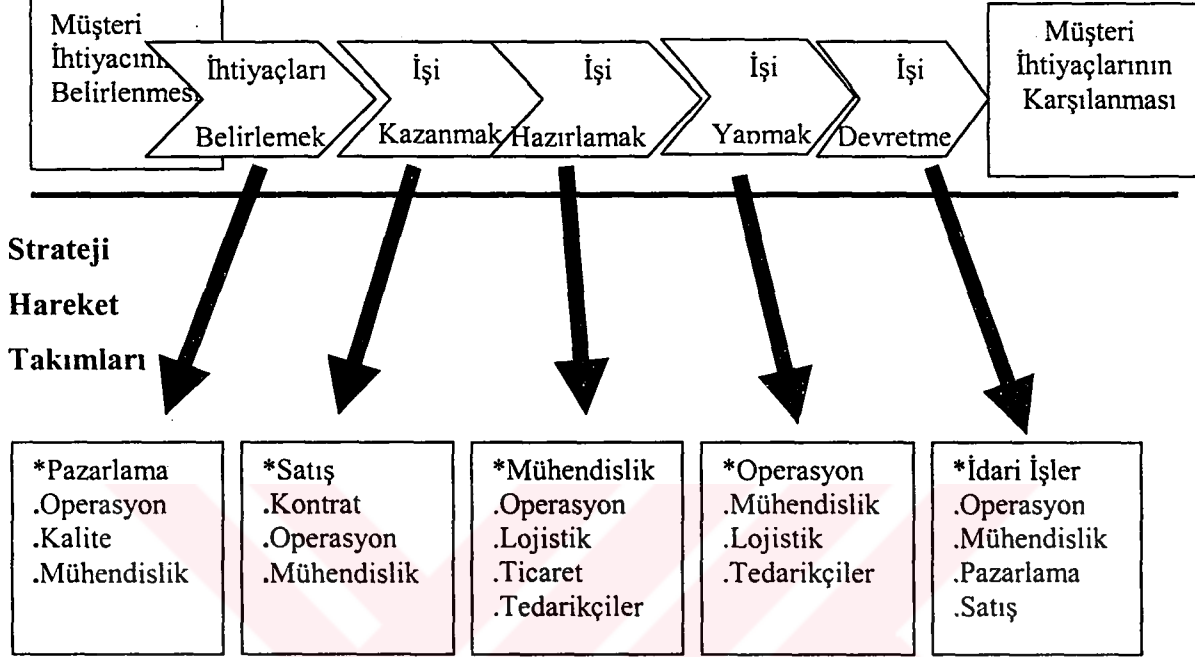 Müşteri
İhtiyacının
Belirlenmesi
İhtiyaçları
Belirlemek
İşi
Kazanmak
İşi
Hazırlamak
İşi
Yapmak
İşi
Devretme
Müşteri
İhtiyaçlarının
Karşılanması
Strateji
Hareket
Takımları
*Pazarlama
.Operasyon
.Kalite
.Mühendislik
*Satış
.Kontrat
.Operasyon
.Mühendislik
*Mühendislik
.Operasyon
.Lojistik
.Ticaret
.Tedarikçiler
*Operasyon
.Mühendislik
.Lojistik
.Tedarikçiler
*İdari İşler
.Operasyon
.Mühendislik
.Pazarlama
.Satış